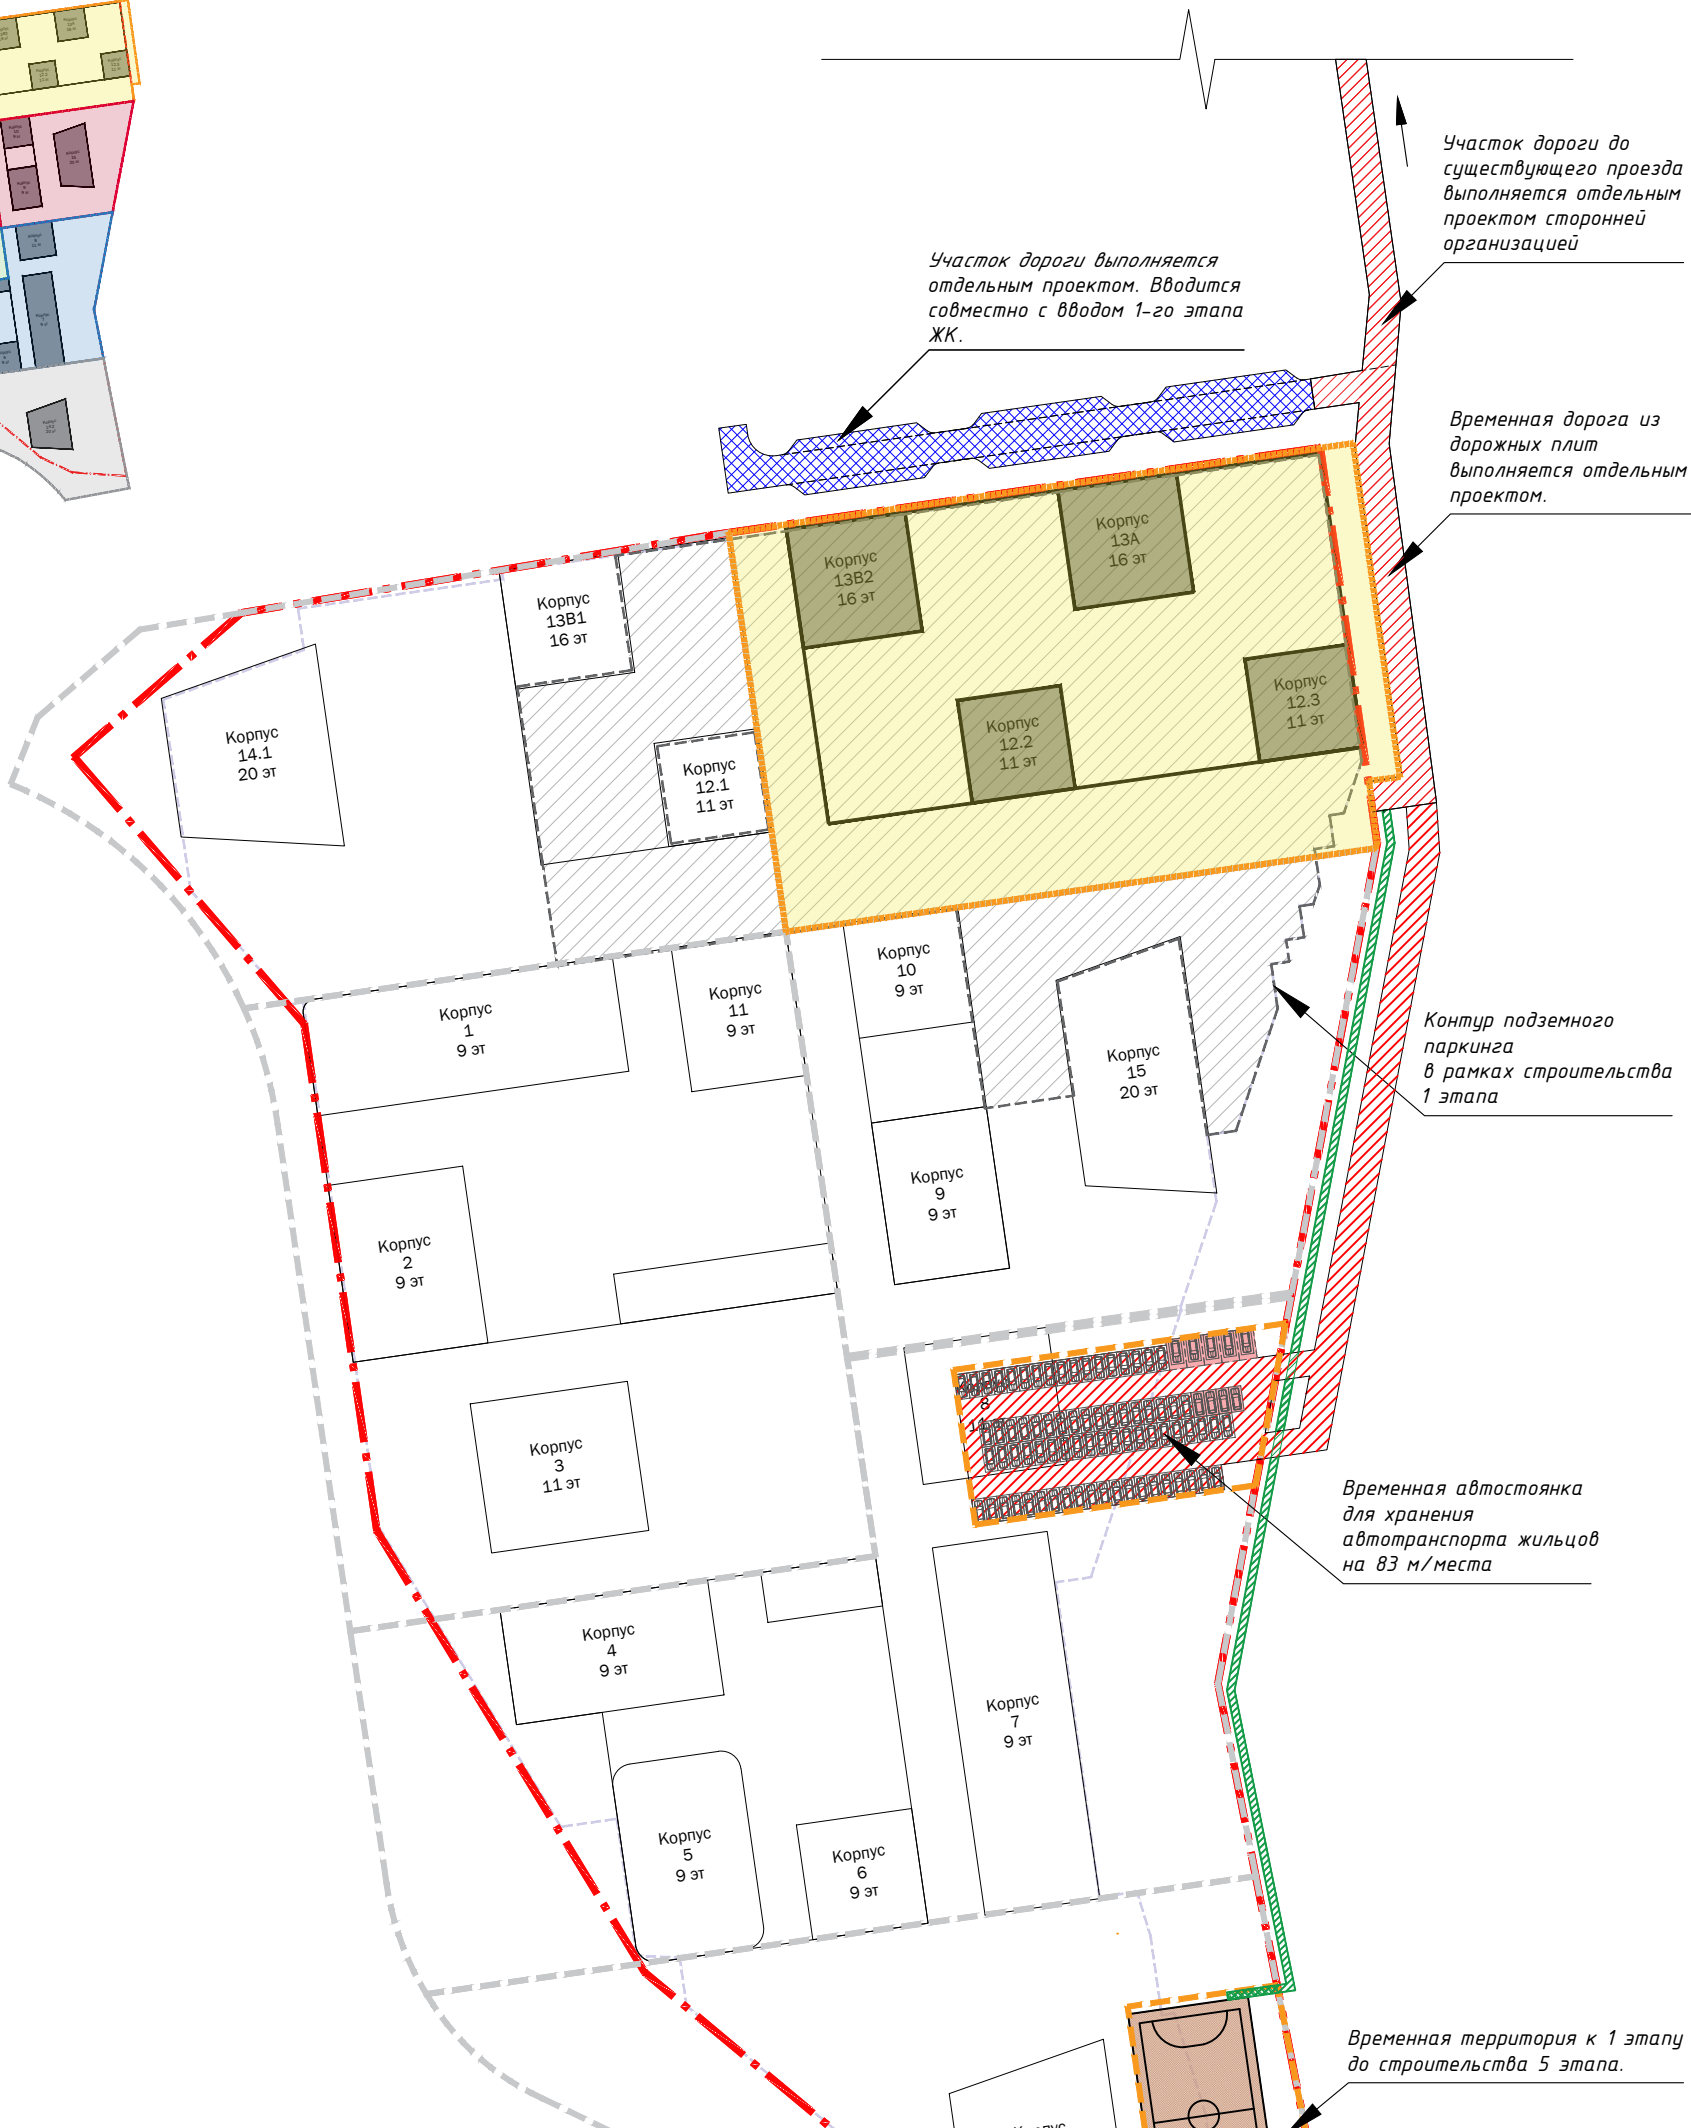 Участок дороги до
существующего проезда
выполняется отдельным
проектом сторонней
организацией
Участок дороги выполняется
отдельным проектом. Вводится
совместно с вводом 1-го этапа
ЖК.
Временная дорога из
дорожных плит
выполняется отдельным
проектом.
Корпус
13А
16 эт
Корпус
13В2
16 эт
Корпус
13В1
16 эт
Корпус
12.3
11 эт
Корпус
12.2
11 эт
Корпус
14.1
20 эт
Корпус
12.1
11 эт
Корпус
10
9 эт
Корпус
11
9 эт
Корпус
1
9 эт
Контур подземного
паркинга
в рамках строительства
1 этапа
Корпус
15
20 эт
Корпус
9
9 эт
Корпус
2
9 эт
8
Корпус
3
11 эт
Временная автостоянка
для хранения
автотранспорта жильцов
на 83 м/места
Корпус
4
9 эт
Корпус
7
9 эт
Корпус
5
9 эт
Корпус
6
9 эт
Временная территория к 1 этапу
до строительства 5 этапа.